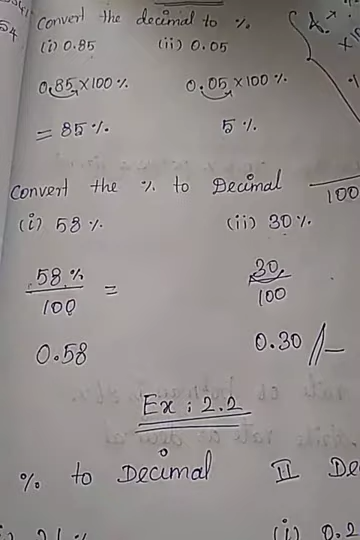 Convert the decimal to %
(i) 0.85 (ii) 0.05
0.85 × 100 % 0.05 × 100 %
= 85 % 5 %
Convert the % to Decimal
100
(i) 58 % (ii) 30 %
58 % 30
100 = 100
0.58 0.30 //
Ex : 2.2
% to Decimal II De
(i) 0.2